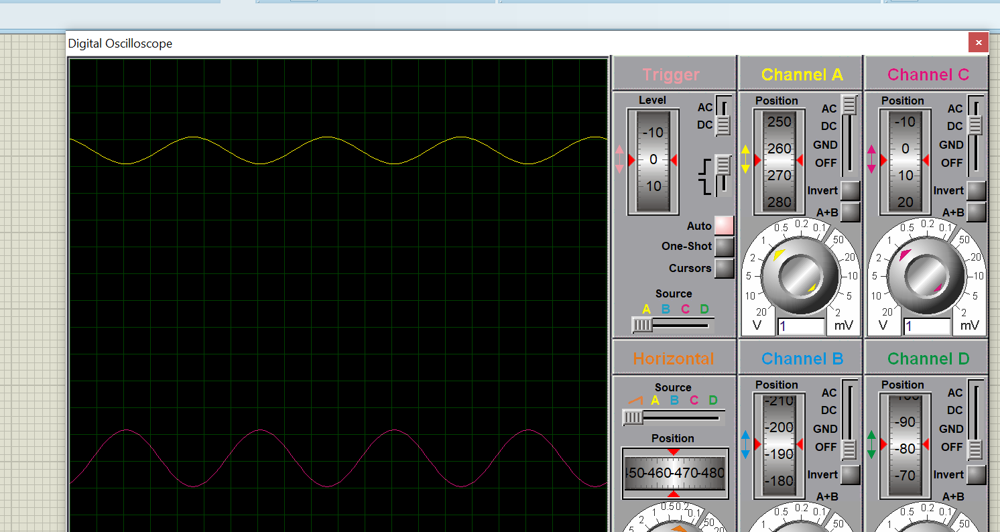 Digital Oscilloscope
×
Trigger
Level
-10
0
10
AC
DC
Auto
One-Shot
Cursors
Source
A B C D
Channel A
Position
250
260
270
280
AC
DC
GND
OFF
Invert
A+B
20
10
5
2
1
0.5
0.2
0.1
50
20
10
5
2
V
1
mV
Channel C
Position
-10
0
10
20
AC
DC
GND
OFF
Invert
A+B
20
10
5
2
1
0.5
0.2
0.1
50
20
10
5
2
V
1
mV
Horizontal
Source
A B C D
Position
-460 -470 -480
2
1
0.5
0.2
0.1
50
Channel B
Position
-210
-200
-190
-180
AC
DC
GND
OFF
Invert
A+B
1
0.5
0.2
0.1
50
Channel D
Position
-90
-80
-70
AC
DC
GND
OFF
Invert
A+B
1
0.5
0.2
0.1
50